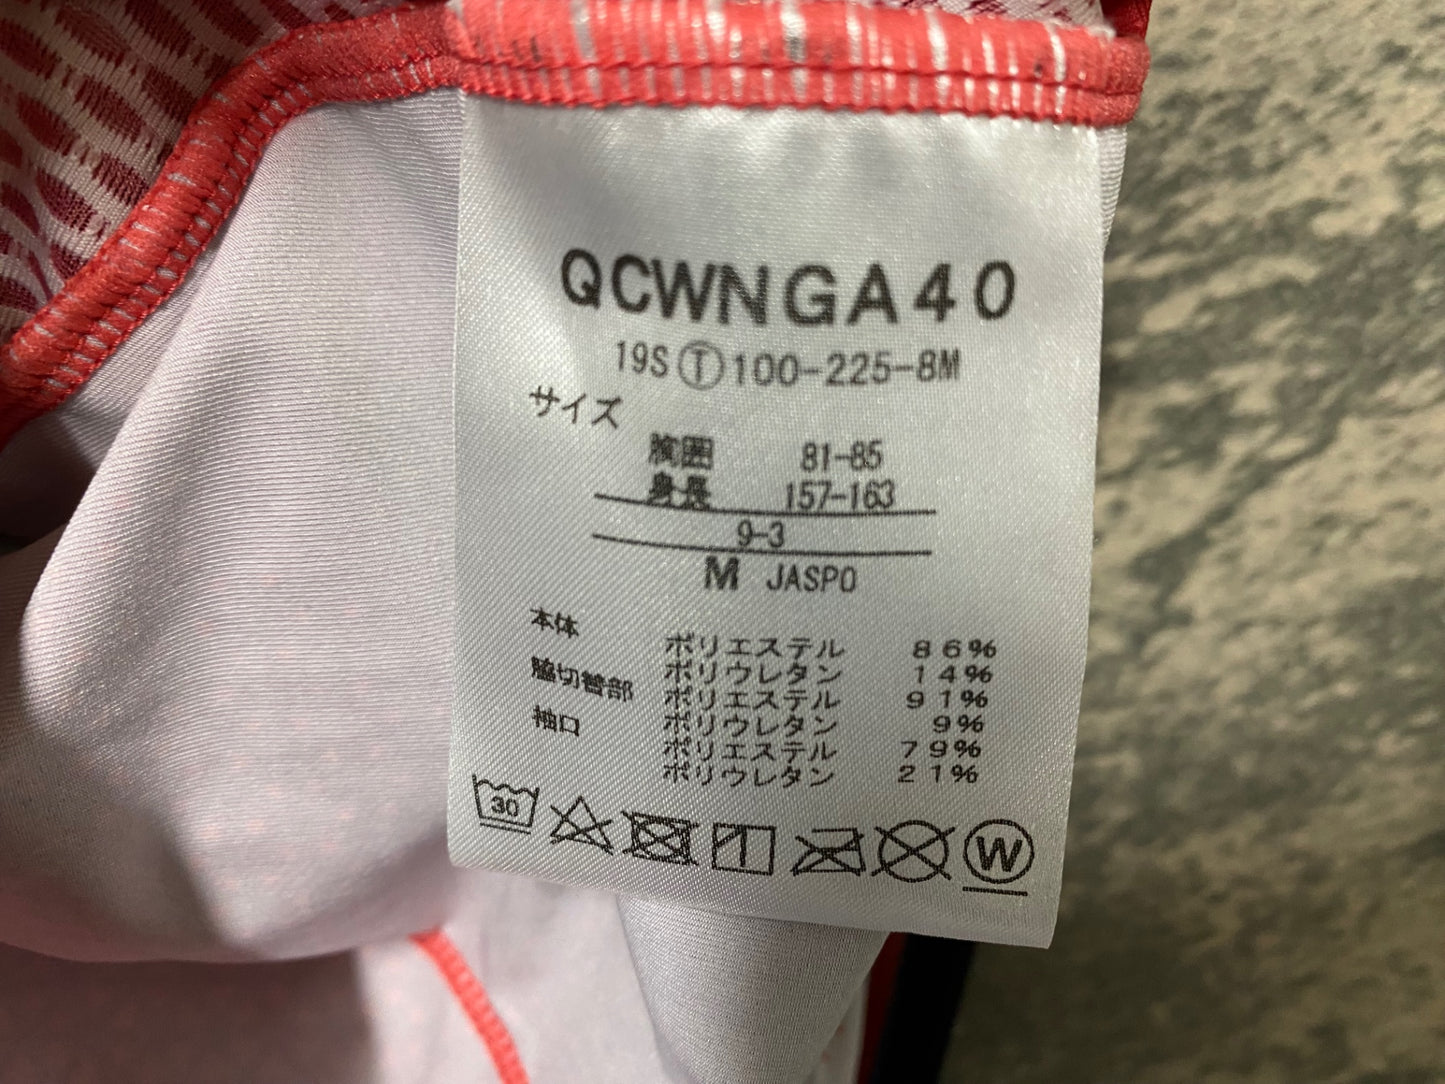 QCWNGA40
19SⓉ100-225-8M
サイズ
胸囲 81-85
身長 157-163
9-3
M JASPO
本体 ポリエステル 86%
ポリウレタン 14%
脇切替部 ポリエステル 91%
ポリウレタン 9%
袖口 ポリエステル 79%
ポリウレタン 21%
30
W